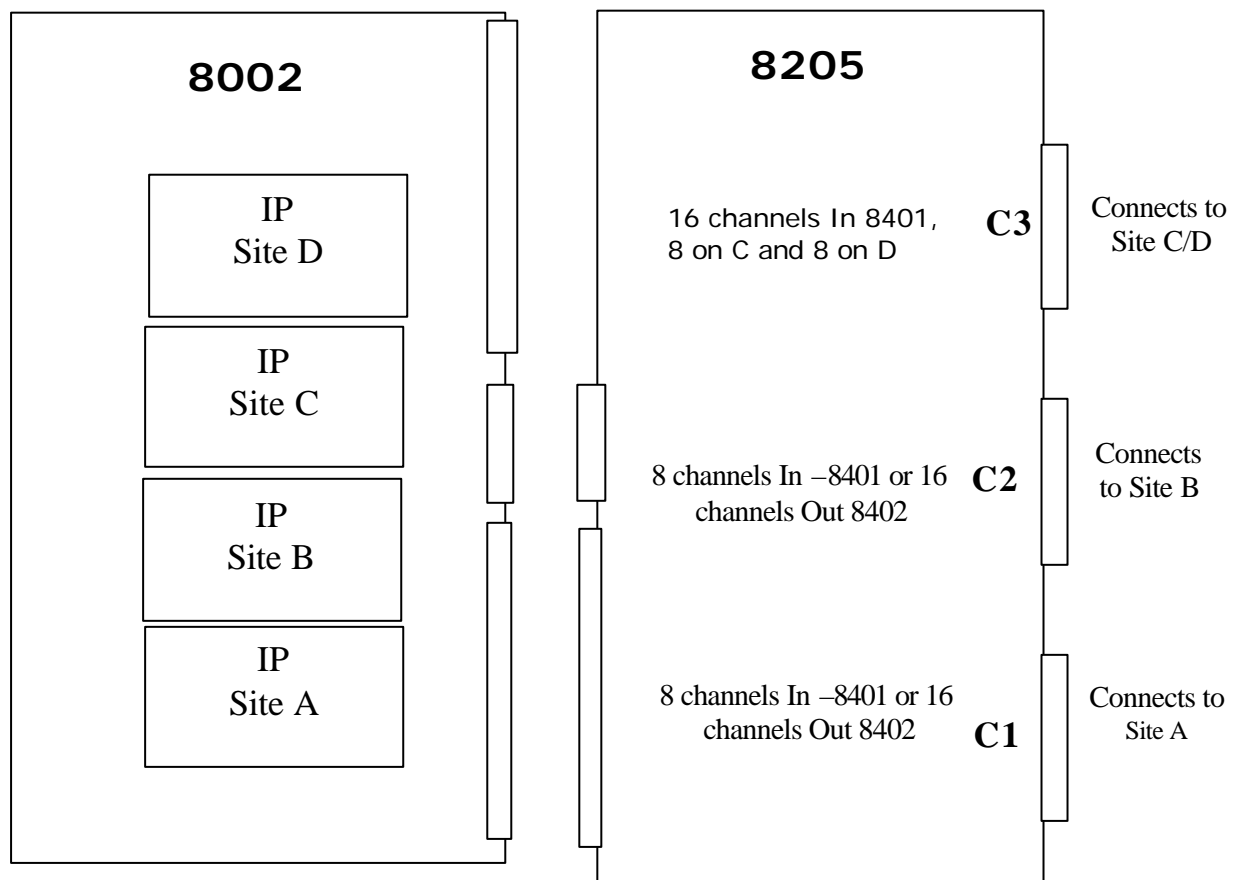 8002
IP
Site D
IP
Site C
IP
Site B
IP
Site A
8205
16 channels In 8401,
8 on C and 8 on D
C3
Connects to
Site C/D
8 channels In –8401 or 16
channels Out 8402
C2
Connects
to Site B
8 channels In –8401 or 16
channels Out 8402
C1
Connects to
Site A